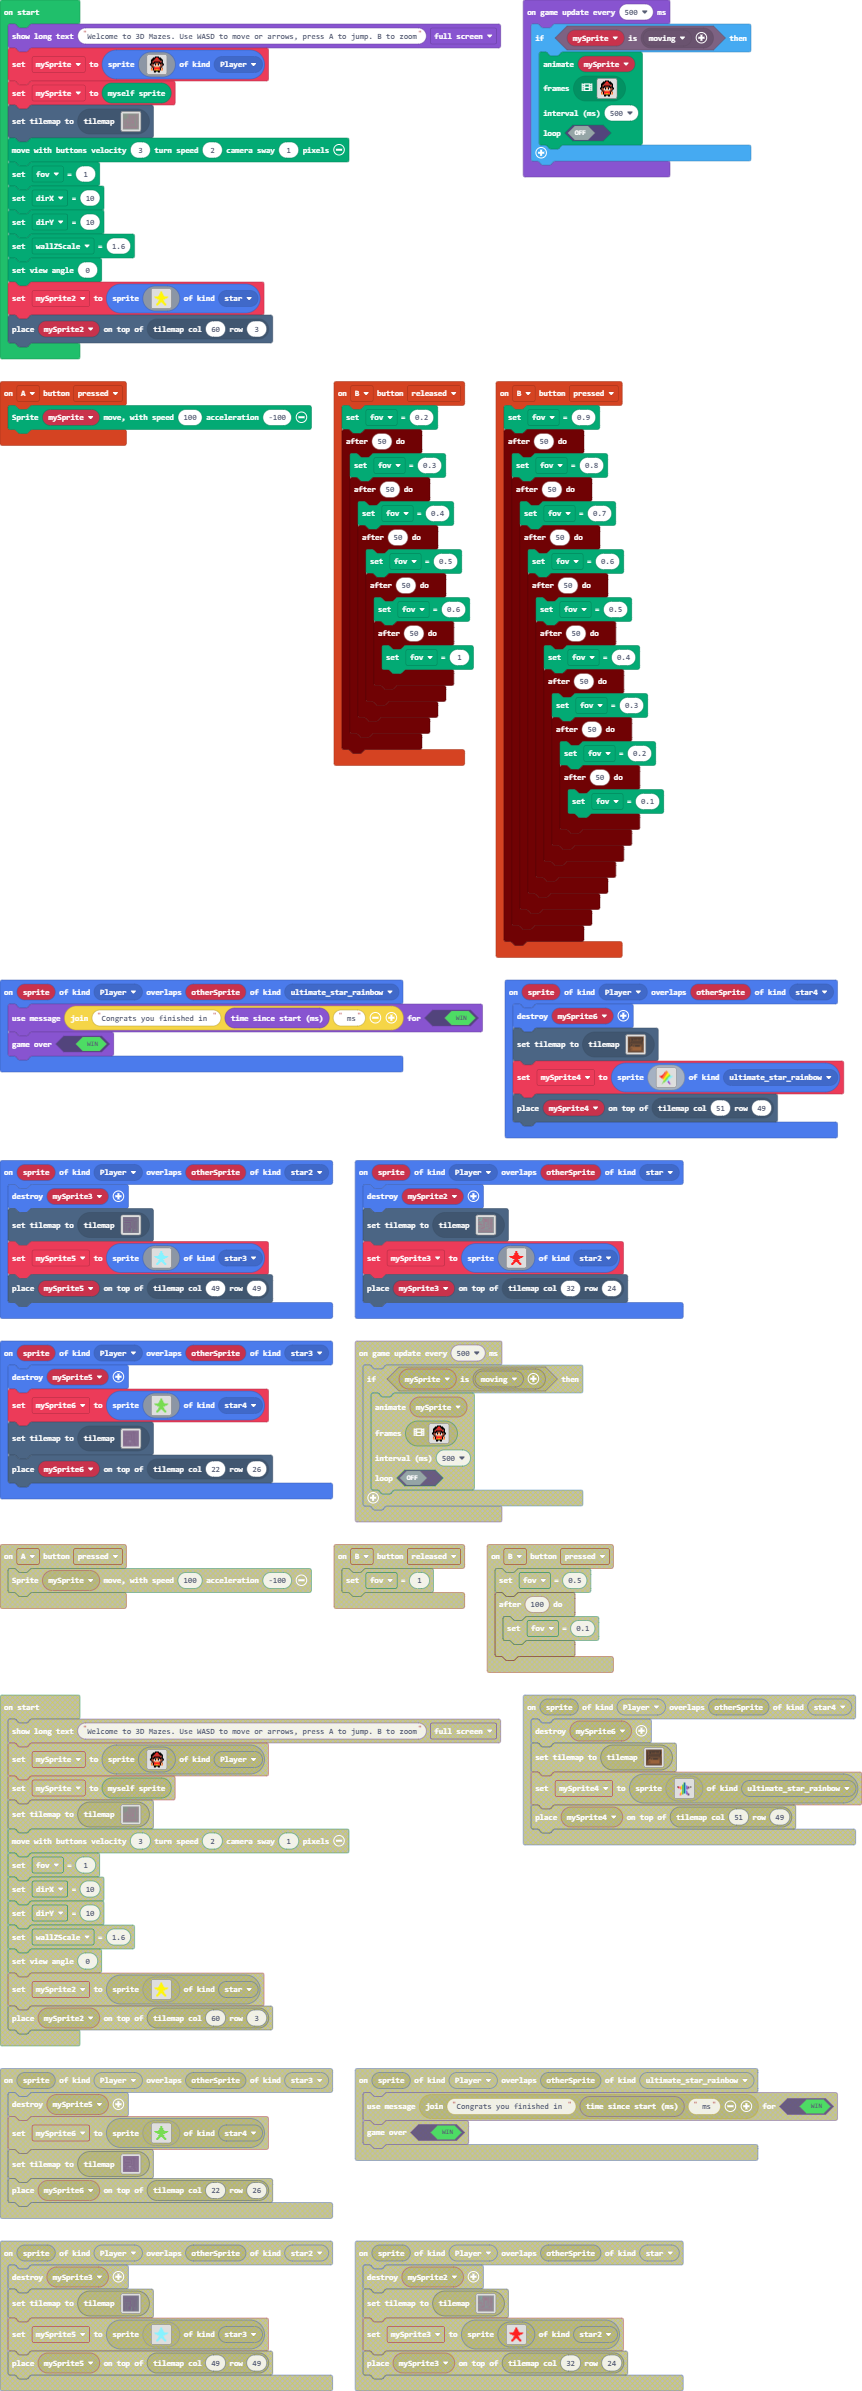 on start
show long text "Welcome to 3D Mazes. Use WASD to move or arrows, press A to jump. B to zoom" full screen
set mySprite to sprite of kind Player
set mySprite to myself sprite
set tilemap to tilemap
move with buttons velocity 3 turn speed 2 camera sway 1 pixels
set fov = 1
set dirX = 10
set dirY = 10
set wallZScale = 1.6
set view angle 0
set mySprite2 to sprite of kind star
place mySprite2 on top of tilemap col 60 row 3
on game update every 500 ms
if mySprite is moving then
animate mySprite
frames
interval (ms) 500
loop OFF
on A button pressed
Sprite mySprite move, with speed 100 acceleration -100
on B button released
set fov = 0.2
after 50 do
set fov = 0.3
after 50 do
set fov = 0.4
after 50 do
set fov = 0.5
after 50 do
set fov = 0.6
after 50 do
set fov = 1
on B button pressed
set fov = 0.9
after 50 do
set fov = 0.8
after 50 do
set fov = 0.7
after 50 do
set fov = 0.6
after 50 do
set fov = 0.5
after 50 do
set fov = 0.4
after 50 do
set fov = 0.3
after 50 do
set fov = 0.2
after 50 do
set fov = 0.1
on sprite of kind Player overlaps otherSprite of kind ultimate_star_rainbow
use message join "Congrats you finished in " time since start (ms) " ms" for WIN
game over WIN
on sprite of kind Player overlaps otherSprite of kind star4
destroy mySprite6
set tilemap to tilemap
set mySprite4 to sprite of kind ultimate_star_rainbow
place mySprite4 on top of tilemap col 51 row 49
on sprite of kind Player overlaps otherSprite of kind star2
destroy mySprite3
set tilemap to tilemap
set mySprite5 to sprite of kind star3
place mySprite5 on top of tilemap col 49 row 49
on sprite of kind Player overlaps otherSprite of kind star
destroy mySprite2
set tilemap to tilemap
set mySprite3 to sprite of kind star2
place mySprite3 on top of tilemap col 32 row 24
on sprite of kind Player overlaps otherSprite of kind star3
destroy mySprite5
set mySprite6 to sprite of kind star4
set tilemap to tilemap
place mySprite6 on top of tilemap col 22 row 26
on game update every 500 ms
if mySprite is moving then
animate mySprite
frames
interval (ms) 500
loop OFF
on A button pressed
Sprite mySprite move, with speed 100 acceleration -100
on B button released
set fov = 1
on B button pressed
set fov = 0.5
after 100 do
set fov = 0.1
on start
show long text "Welcome to 3D Mazes. Use WASD to move or arrows, press A to jump. B to zoom" full screen
set mySprite to sprite of kind Player
set mySprite to myself sprite
set tilemap to tilemap
move with buttons velocity 3 turn speed 2 camera sway 1 pixels
set fov = 1
set dirX = 10
set dirY = 10
set wallZScale = 1.6
set view angle 0
set mySprite2 to sprite of kind star
place mySprite2 on top of tilemap col 60 row 3
on sprite of kind Player overlaps otherSprite of kind star4
destroy mySprite6
set tilemap to tilemap
set mySprite4 to sprite of kind ultimate_star_rainbow
place mySprite4 on top of tilemap col 51 row 49
on sprite of kind Player overlaps otherSprite of kind star3
destroy mySprite5
set mySprite6 to sprite of kind star4
set tilemap to tilemap
place mySprite6 on top of tilemap col 22 row 26
on sprite of kind Player overlaps otherSprite of kind ultimate_star_rainbow
use message join "Congrats you finished in " time since start (ms) " ms" for WIN
game over WIN
on sprite of kind Player overlaps otherSprite of kind star2
destroy mySprite3
set tilemap to tilemap
set mySprite5 to sprite of kind star3
place mySprite5 on top of tilemap col 49 row 49
on sprite of kind Player overlaps otherSprite of kind star
destroy mySprite2
set tilemap to tilemap
set mySprite3 to sprite of kind star2
place mySprite3 on top of tilemap col 32 row 24